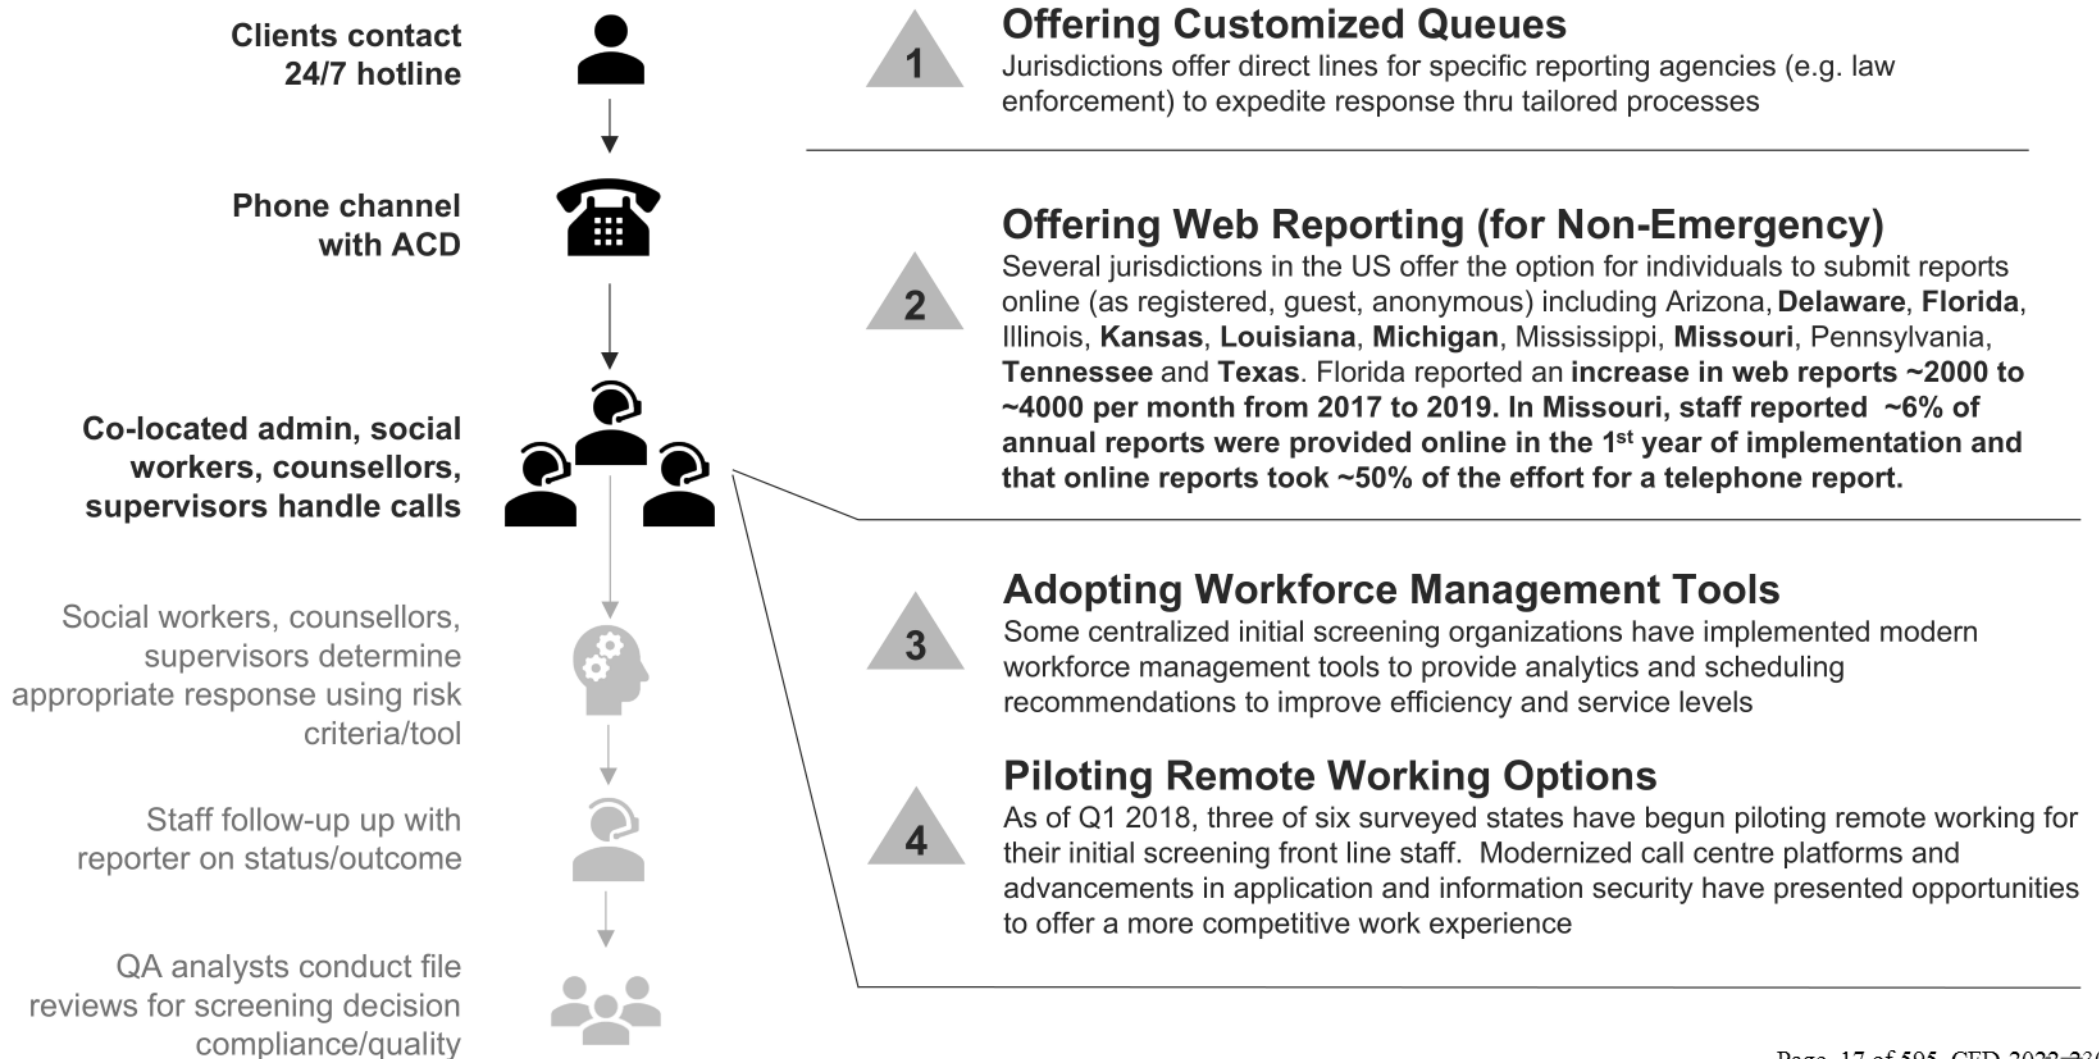 Clients contact
24/7 hotline
Phone channel
with ACD
Co-located admin, social
workers, counsellors,
supervisors handle calls
Social workers, counsellors,
supervisors determine
appropriate response using risk
criteria/tool
Staff follow-up up with
reporter on status/outcome
QA analysts conduct file
reviews for screening decision
compliance/quality
1
Offering Customized Queues
Jurisdictions offer direct lines for specific reporting agencies (e.g. law
enforcement) to expedite response thru tailored processes
2
Offering Web Reporting (for Non-Emergency)
Several jurisdictions in the US offer the option for individuals to submit reports
online (as registered, guest, anonymous) including Arizona, Delaware, Florida,
Illinois, Kansas, Louisiana, Michigan, Mississippi, Missouri, Pennsylvania,
Tennessee and Texas. Florida reported an increase in web reports ~2000 to
~4000 per month from 2017 to 2019. In Missouri, staff reported ~6% of
annual reports were provided online in the 1st year of implementation and
that online reports took ~50% of the effort for a telephone report.
3
Adopting Workforce Management Tools
Some centralized initial screening organizations have implemented modern
workforce management tools to provide analytics and scheduling
recommendations to improve efficiency and service levels
4
Piloting Remote Working Options
As of Q1 2018, three of six surveyed states have begun piloting remote working for
their initial screening front line staff. Modernized call centre platforms and
advancements in application and information security have presented opportunities
to offer a more competitive work experience
Page 17 of 595